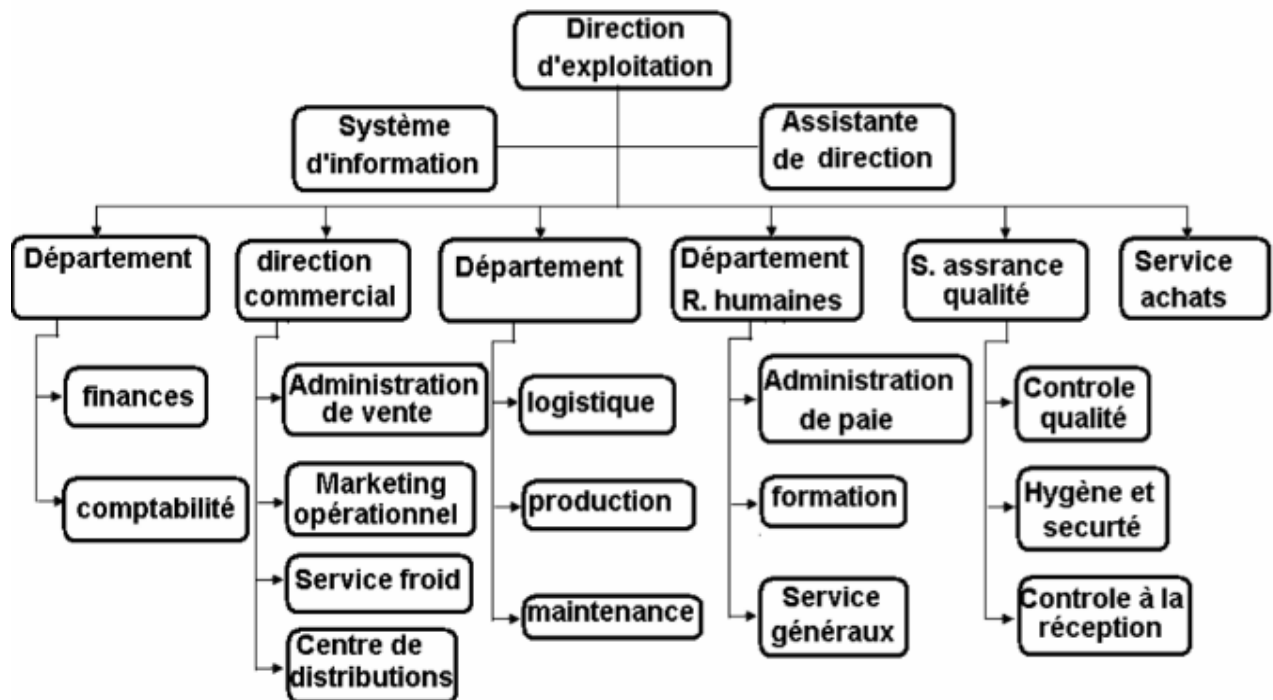 Direction
d'exploitation
Système
d'information
Assistante
de direction
Département
direction
commercial
Département
Département
R. humaines
S. assrance
qualité
Service
achats
finances
comptabilité
Administration
de vente
Marketing
opérationnel
Service froid
Centre de
distributions
logistique
production
maintenance
Administration
de paie
formation
Service
généraux
Controle
qualité
Hygène et
securté
Controle à la
réception